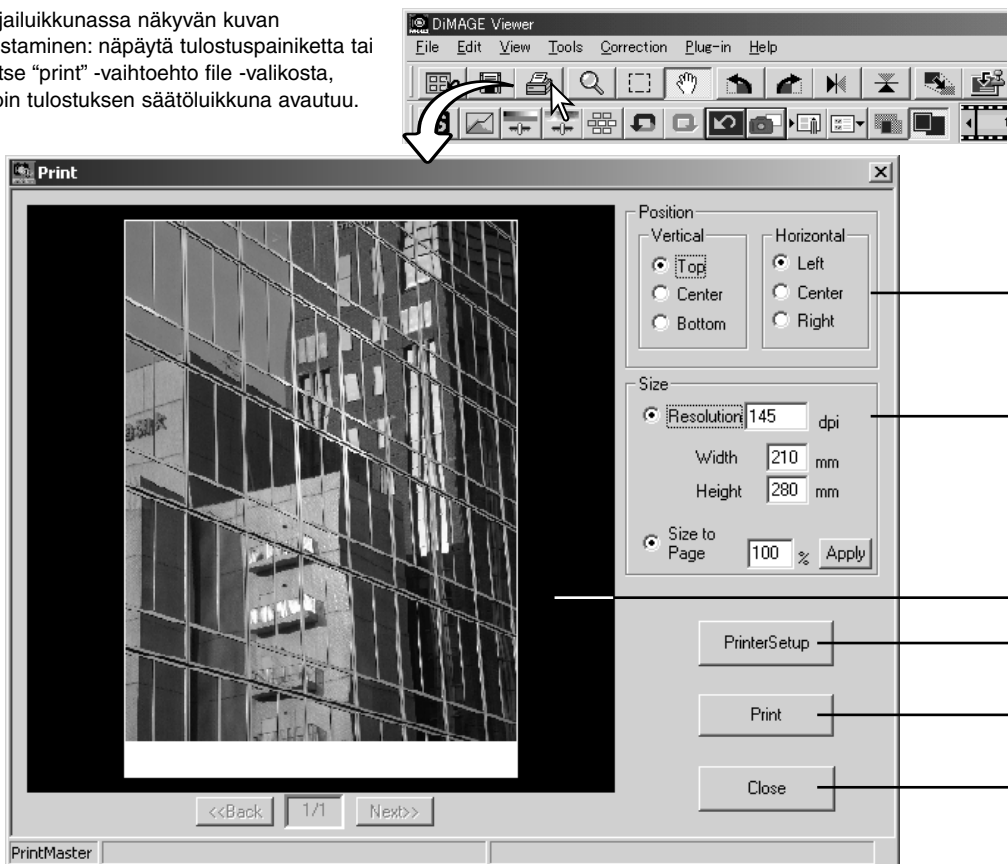 jailuikkunassa näkyvän kuvan
staminen: näpäytä tulostuspainiketta tai
tse “print” -vaihtoehto file -valikosta,
oin tulostuksen säätöluikkuna avautuu.
DiMAGE Viewer
File Edit View Tools Correction Plug-in Help
Print
Position
Vertical Horizontal
Top Left
Center Center
Bottom Right
Size
Resolution 145 dpi
Width 210 mm
Height 280 mm
Size to
Page 100 % Apply
PrinterSetup
Print
Close
<<Back 1/1 Next>>
PrintMaster